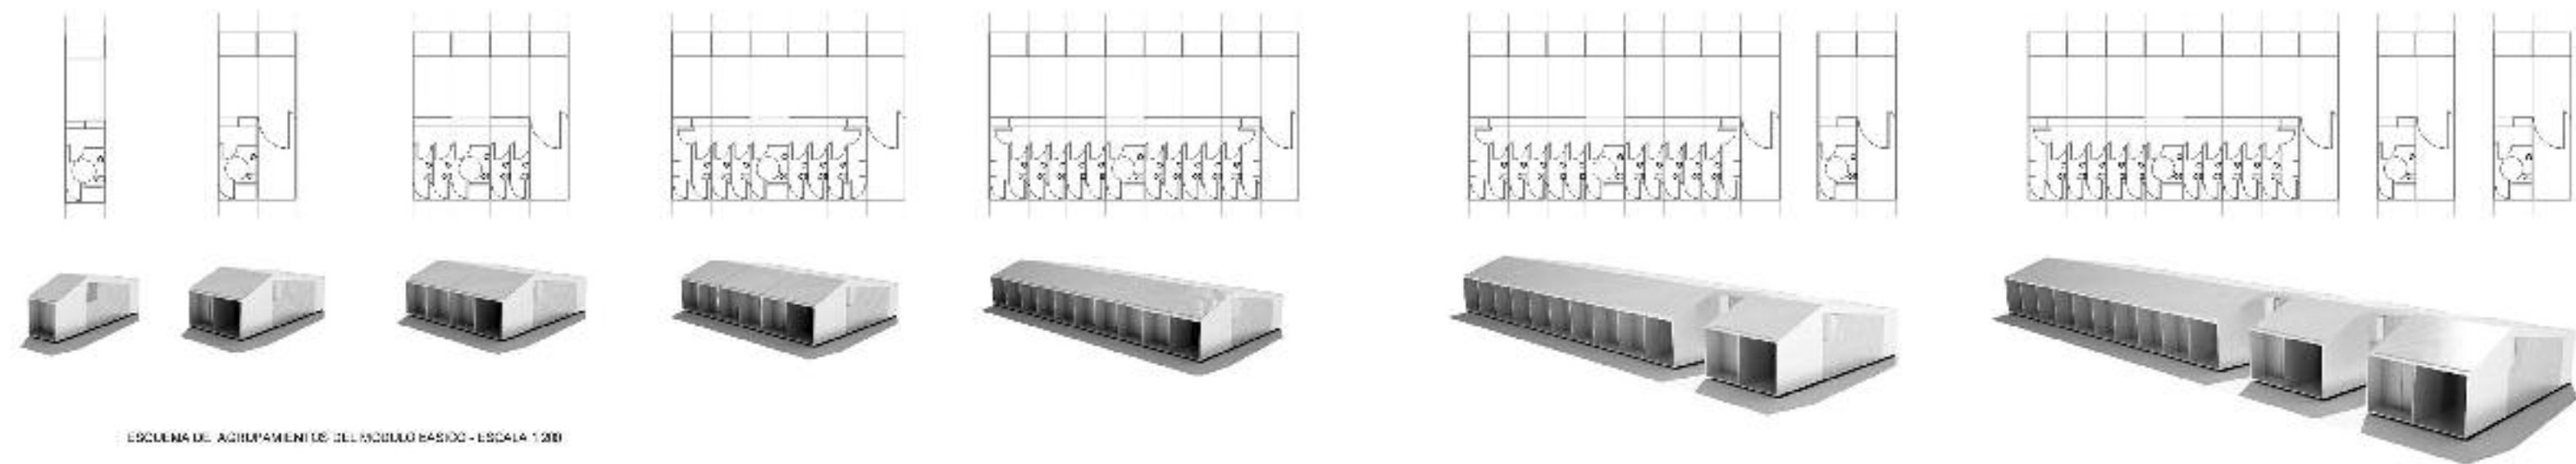 ESQUEMA DE AGRUPAMIENTOS DEL MODULO BASICO - ESCALA 1:200